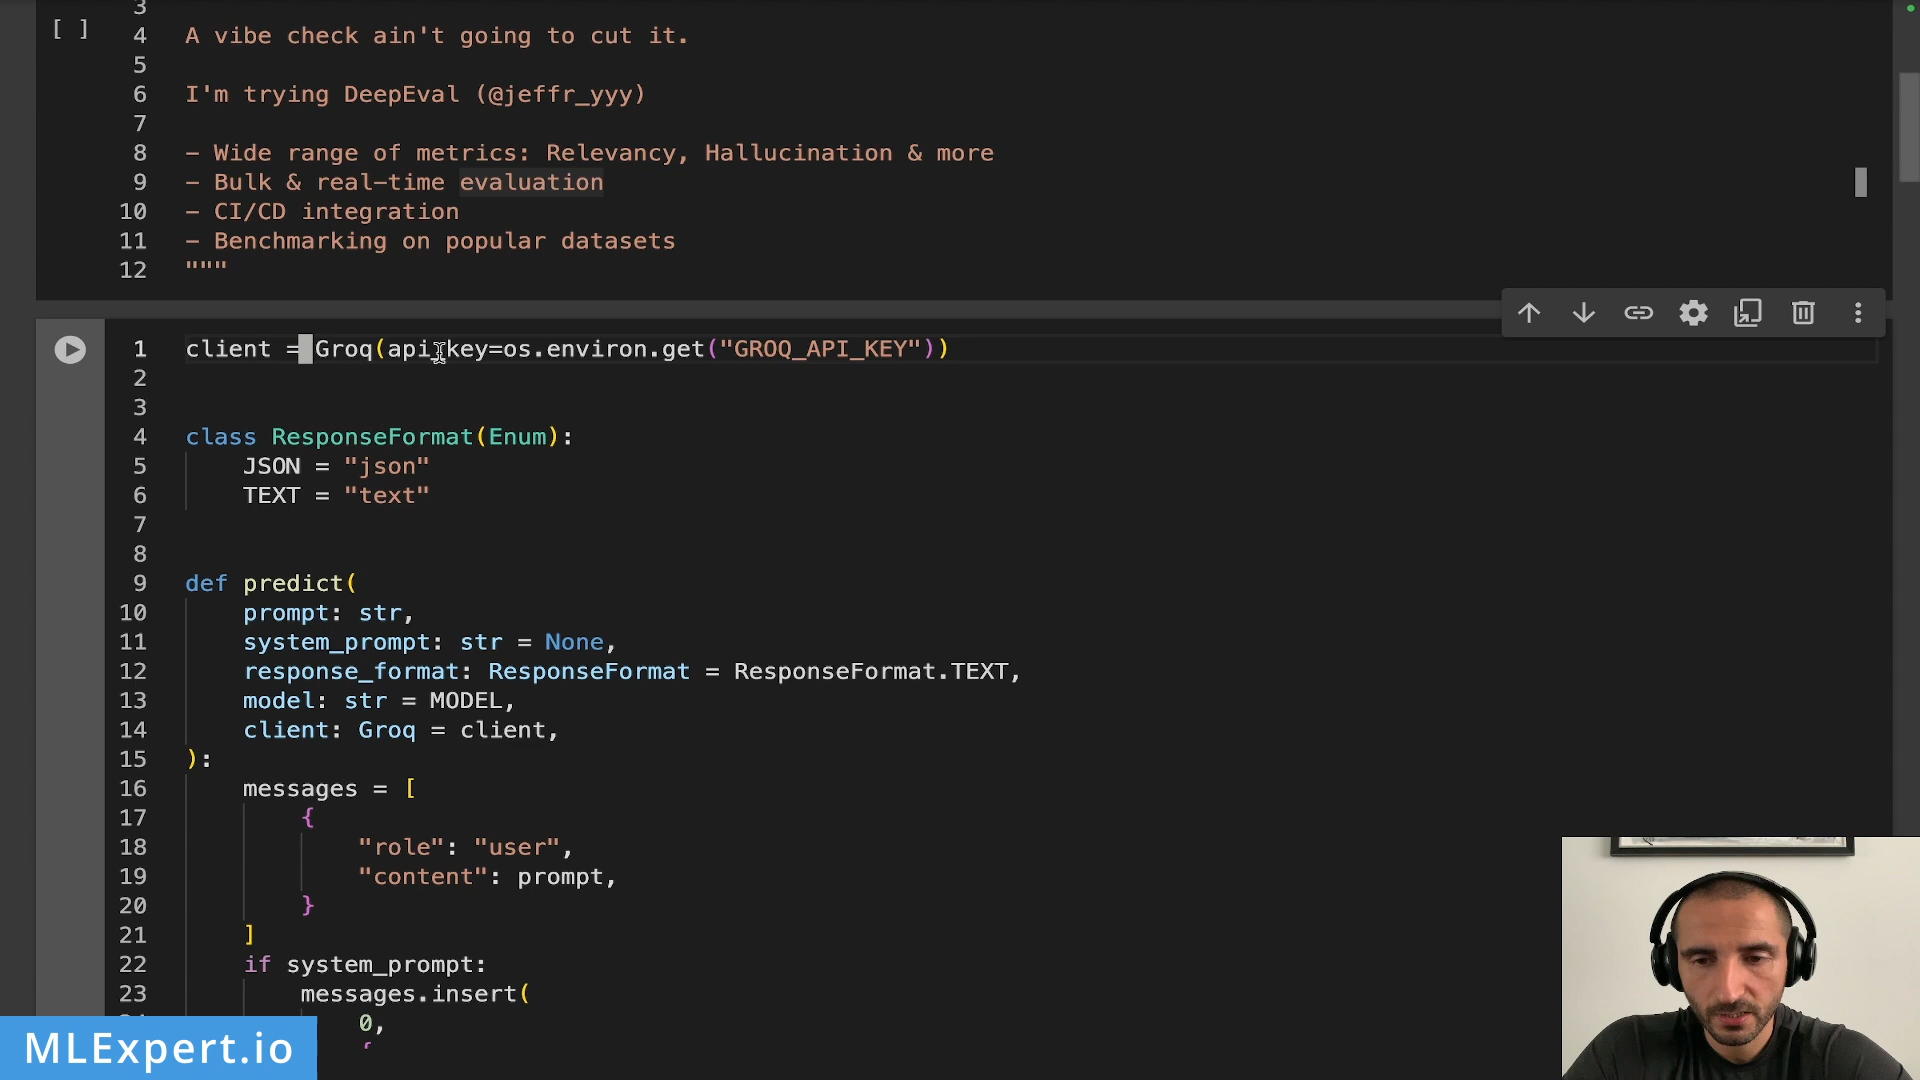 3
[ ]
4 A vibe check ain't going to cut it.
5
6 I'm trying DeepEval (@jeffr_yyy)
7
8 - Wide range of metrics: Relevancy, Hallucination & more
9 - Bulk & real-time evaluation
10 - CI/CD integration
11 - Benchmarking on popular datasets
12 """
1 client = Groq(api_key=os.environ.get("GROQ_API_KEY"))
2
3
4 class ResponseFormat(Enum):
5     JSON = "json"
6     TEXT = "text"
7
8
9 def predict(
10     prompt: str,
11     system_prompt: str = None,
12     response_format: ResponseFormat = ResponseFormat.TEXT,
13     model: str = MODEL,
14     client: Groq = client,
15 ):
16     messages = [
17         {
18             "role": "user",
19             "content": prompt,
20         }
21     ]
22     if system_prompt:
23         messages.insert(
            0,
            {
MLExpert.io